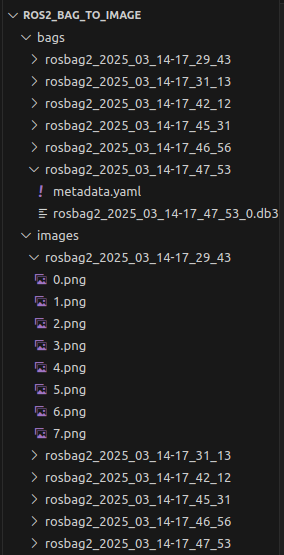 ROS2_BAG_TO_IMAGE
bags
rosbag2_2025_03_14-17_29_43
rosbag2_2025_03_14-17_31_13
rosbag2_2025_03_14-17_42_12
rosbag2_2025_03_14-17_45_31
rosbag2_2025_03_14-17_46_56
rosbag2_2025_03_14-17_47_53
! metadata.yaml
rosbag2_2025_03_14-17_47_53_0.db3
images
rosbag2_2025_03_14-17_29_43
0.png
1.png
2.png
3.png
4.png
5.png
6.png
7.png
rosbag2_2025_03_14-17_31_13
rosbag2_2025_03_14-17_42_12
rosbag2_2025_03_14-17_45_31
rosbag2_2025_03_14-17_46_56
rosbag2_2025_03_14-17_47_53